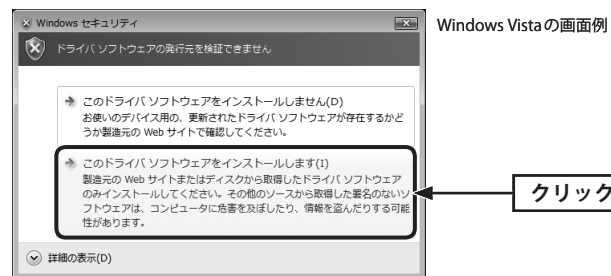 Windows セキュリティ
Windows Vistaの画面例
ドライバ ソフトウェアの発行元を検証できません
このドライバ ソフトウェアをインストールしません(D)
お使いのデバイス用の、更新されたドライバ ソフトウェアが存在するかど
うか製造元の Web サイトで確認してください。
このドライバ ソフトウェアをインストールします(I)
製造元の Web サイトまたはディスクから取得したドライバ ソフトウェア
のみインストールしてください。その他のソースから取得した署名のないソ
フトウェアは、コンピュータに危害を及ぼしたり、情報を盗んだりする可能
性があります。
クリック
詳細の表示(D)